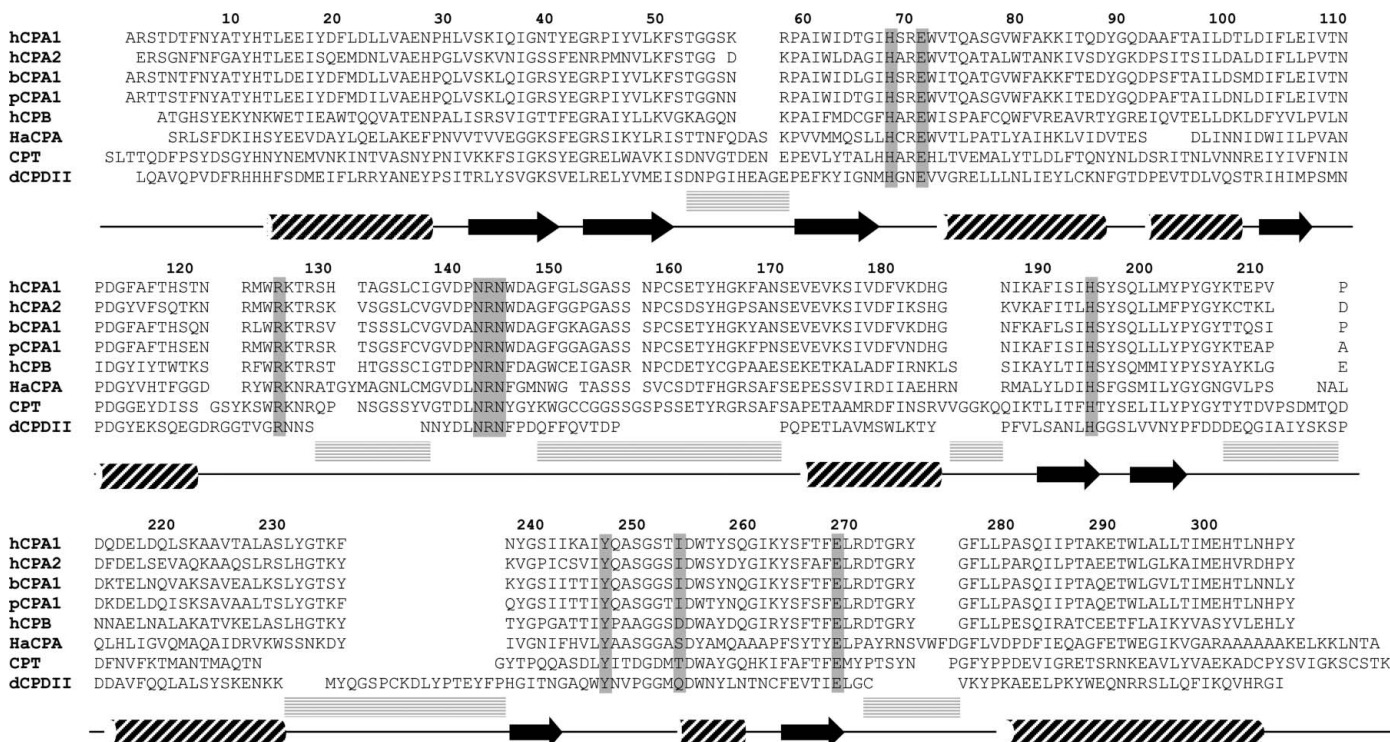 10 20 30 40 50 60 70 80 90 100 110
hCPA1 ARSTDTFNYATYHTLEEIYDFLDLLVAENPHLVSKIQIGNTYEGRPIYVLKFSTGGSK RPAIWIDTGIHSREWVTQASGVWFAKKITQDYGQDAAFTAILDTLDIFLEIVTN
hCPA2 ERSGNFNFGAYHTLEEISQEMDNLVAEHPGLVSKVNIGSSFENRPMNVLKFSTGG D KPAIWLDAGIHAREWVTQATALWTANKIVSDYGKDPSITSILDALDIFLLPVTN
bCPA1 ARSTNTFNYATYHTLDEIYDFMDLLVAEHPQLVSKLQIGRSYEGRPIYVLKFSTGGSN RPAIWIDLGIHSREWITQATGVWFAKKFTEDYGQDPSFTAILDSMDIFLEIVTN
pCPA1 ARTTSTFNYATYHTLEEIYDFMDILVAEHPQLVSKLQIGRSYEGRPIYVLKFSTGGNN RPAIWIDTGIHSREWVTQASGVWFAKKITEDYGQDPAFTAILDNLDIFLEIVTN
hCPB ATGHSYEKYNKWETIEAWTQQVATENPALISRSVIGTTFEGRAIYLLKVGKAGQN KPAIFMDCGFHAREWISPAFCQWFVREAVRTYGREIQVTELLDKLDFYVLPVLN
HaCPA SRLSFDKIHSYEEVDAYLQELAKEFPNVVTVVEGGKSFEGRSIKYLRISTTNFQDAS KPVVMMQSLLHCREWVTLPATLYAIHKLVIDVTES DLINNIDWIILPVAN
CPT SLTTQDFPSYDSGYHNYNEMVNKINTVASNYPNIVKKFSIGKSYEGRELWAVKISDNVGTDENEPEVLYTALHHAREHLTVEMALYTLDLFTQNYNLDSRITNLVNNREIYIVFNIN
dCPDII LQAVQPVDFRHHHFSDMEIFLRRYANEYPSITRLYSVGKSVELRELYVMEISDNPGIHEAGEPEFKYIGNMHGNEVVGRELLLNLIEYLCKNFGTDPEVTDLVQSTRIHIMPSMN
120 130 140 150 160 170 180 190 200 210
hCPA1 PDGFAFTHSTN RMWRKTRSH TAGSLCIGVDPNRNWDAGFGLSGASS NPCSETYHGKFANSEVEVKSIVDFVKDHG NIKAFISIHSYSQLLMYPYGYKTEPV P
hCPA2 PDGYVFSQTKN RMWRKTRSK VSGSLCVGVDPNRNWDAGFGGPGASS NPCSDSYHGPSANSEVEVKSIVDFIKSHG KVKAFITLHSYSQLLMFPYGYKCTKL D
bCPA1 PDGFAFTHSQN RLWRKTRSV TSSSLCVGVDANRNWDAGFGKAGASS SPCSETYHGKYANSEVEVKSIVDFVKDHG NFKAFLSIHSYSQLLLYPYGYTTQSI P
pCPA1 PDGFAFTHSEN RMWRKTRSR TSGSFCVGVDPNRNWDAGFGGAGASS NPCSETYHGKFPNSEVEVKSIVDFVNDHG NIKAFISIHSYSQLLLYPYGYKTEAP A
hCPB IDGYIYTWTKS RFWRKTRST HTGSSCIGTDPNRNFDAGWCEIGASR NPCDETYCGPAAESEKETKALADFIRNKLS SIKAYLTIHSYSQMMIYPYSYAYKLG E
HaCPA PDGYVHTFGGD RYWRKNRATGYMAGNLCMGVDLNRNFGMNWG TASSS SVCSDTFHGRSAFSEPESSVIRDIIAEHRN RMALYLDIHSFGSMILYGYGNGVLPS NAL
CPT PDGGEYDISS GSYKSWRKNRQP NSGSSYVGTDLNRNYGYKWGCCGGSSGSPSSETYRGRSAFSAPETAAMRDFINSRVVGGKQQIKTLITFHTYSELILYPYGYTYTDVPSDMTQD
dCPDII PDGYEKSQEGDRGGTVGRNNS NNYDLNRNFPDQFFQVTDP PQPETLAVMSWLKTY PFVLSANLHGGSLVVNYPFDDDEQGIAIYSKSP
220 230 240 250 260 270 280 290 300
hCPA1 DQDELDQLSKAAVTALASLYGTKF NYGSIIKAIYQASGSTIDWTYSQGIKYSFTFELRDTGRY GFLLPASQIIPTAKETWLALLTIMEHTLNHPY
hCPA2 DFDELSEVAQKAAQSLRSLHGTKY KVGPICSVIYQASGGSIDWSYDYGIKYSFAFELRDTGRY GFLLPARQILPTAEETWLGLKAIMEHVRDHPY
bCPA1 DKTELNQVAKSAVEALKSLYGTSY KYGSIITTIYQASGGSIDWSYNQGIKYSFTFELRDTGRY GFLLPASQIIPTAQETWLGVLTIMEHTLNNLY
pCPA1 DKDELDQISKSAVAALTSLYGTKF QYGSIITTIYQASGGTIDWTYNQGIKYSFSFELRDTGRY GFLLPASQIIPTAQETWLALLTIMEHTLNHPY
hCPB NNAELNALAKATVKELASLHGTKY TYGPGATTIYPAAGGSDDWAYDQGIRYSFTFELRDTGRY GFLLPESQIRATCEETFLAIKYVASYVLEHLY
HaCPA QLHLIGVQMAQAIDRVKWSSNKDY IVGNIFHVLYAASGGASDYAMQAAAPFSYTYELPAYRNSVWFDGFLVDPDFIEQAGFETWEGIKVGARAAAAAAKELKKLNTA
CPT DFNVFKTMANTMAQTN GYTPQQASDLYITDGDMTDWAYGQHKIFAFTFEMYPTSYN PGFYPPDEVIGRETSRNKEAVLYVAEKADCPYSVIGKSCSTK
dCPDII DDAVFQQLALSYSKENKK MYQGSPCKDLYPTEYFPHGITNGAQWYNVPGGMQDWNYLNTNCFEVTIELGC VKYPKAEELPKYWEQNRRSLLQFIKQVHRGI